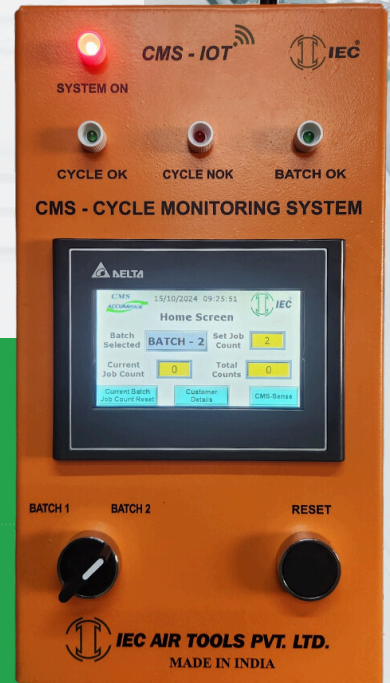 CMS - IOT
IEC
SYSTEM ON
CYCLE OK
CYCLE NOK
BATCH OK
CMS - CYCLE MONITORING SYSTEM
DELTA
CMS
15/10/2024 09:25:51
IEC
Home Screen
Batch Selected
BATCH - 2
Set Job Count
2
Current Job Count
0
Total Counts
0
Current Batch Job Count Reset
Customer Details
CMS-Sense
BATCH 1
BATCH 2
RESET
IEC AIR TOOLS PVT. LTD.
MADE IN INDIA